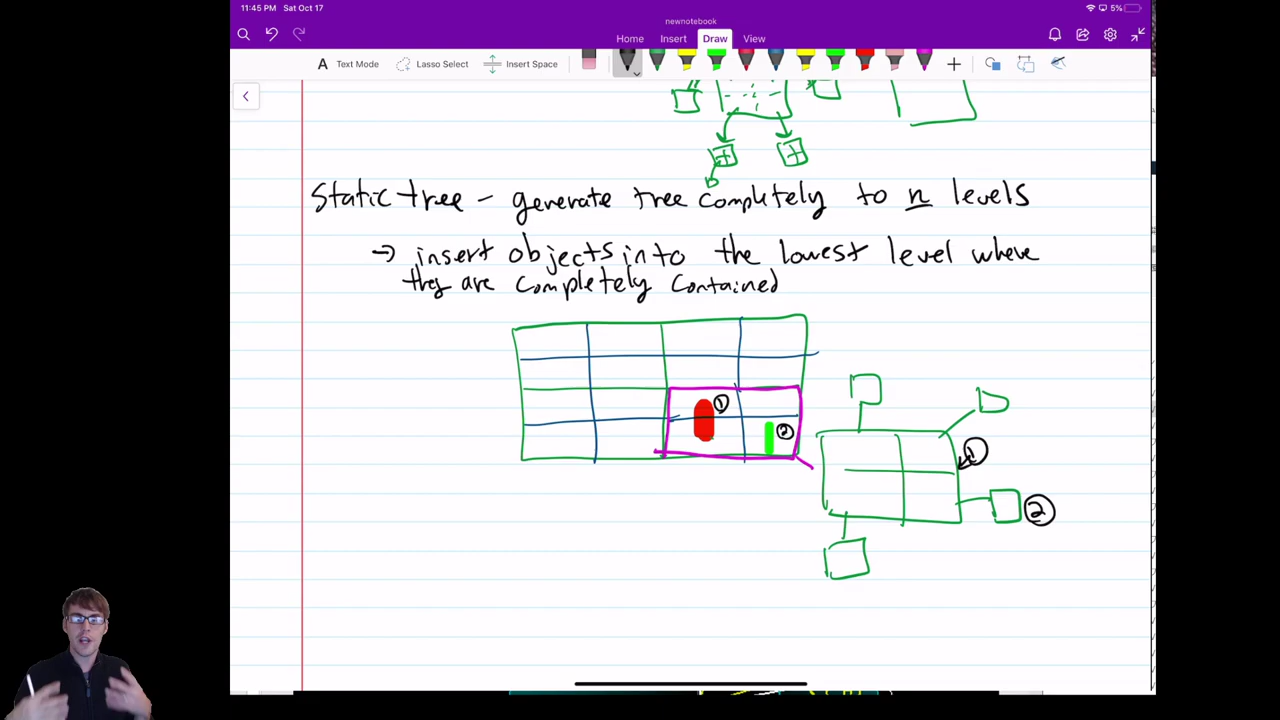 11:45 PM Sat Oct 17
5%
newnotebook
Home Insert Draw View
Text Mode Lasso Select Insert Space
Static tree - generate tree completely to n levels
→ insert objects into the lowest level where
they are completely contained
1
2
1
2